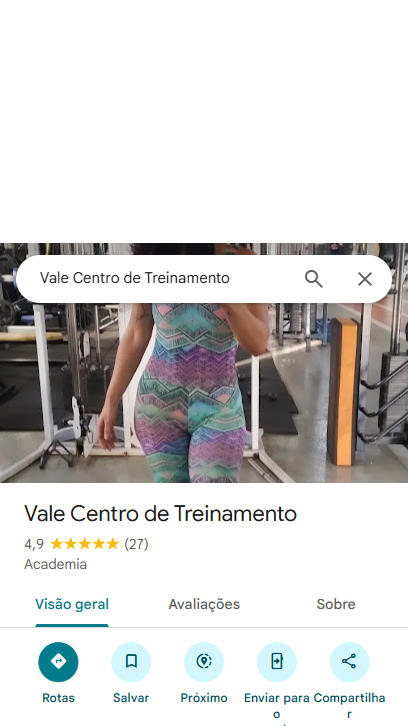 Vale Centro de Treinamento
Vale Centro de Treinamento
4,9 (27)
Academia
Visão geral Avaliações Sobre
Rotas Salvar Próximo Enviar para Compartilha
o r